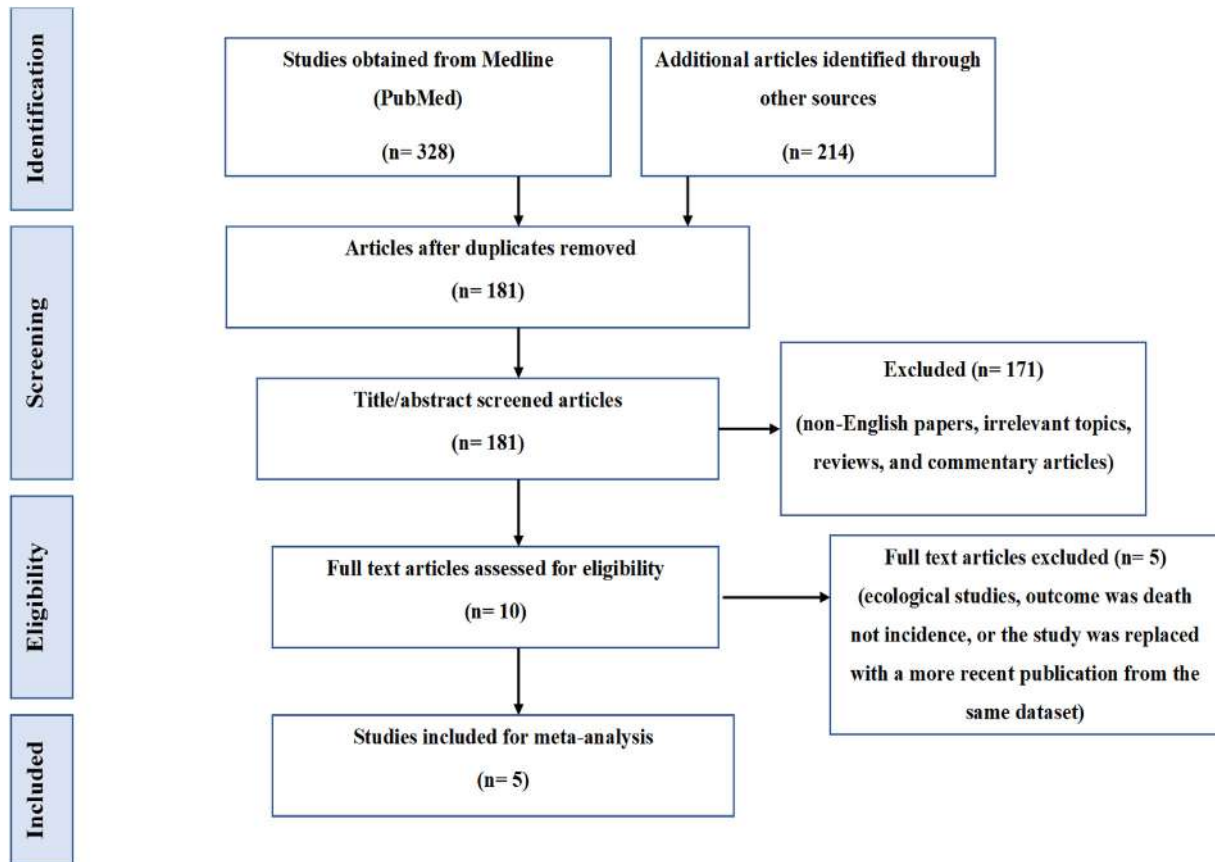 Identification
Studies obtained from Medline
(PubMed)
(n= 328)
Additional articles identified through
other sources
(n= 214)
Screening
Articles after duplicates removed
(n= 181)
Title/abstract screened articles
(n= 181)
Excluded (n= 171)
(non-English papers, irrelevant topics,
reviews, and commentary articles)
Eligibility
Full text articles assessed for eligibility
(n= 10)
Full text articles excluded (n= 5)
(ecological studies, outcome was death
not incidence, or the study was replaced
with a more recent publication from the
same dataset)
Included
Studies included for meta-analysis
(n= 5)